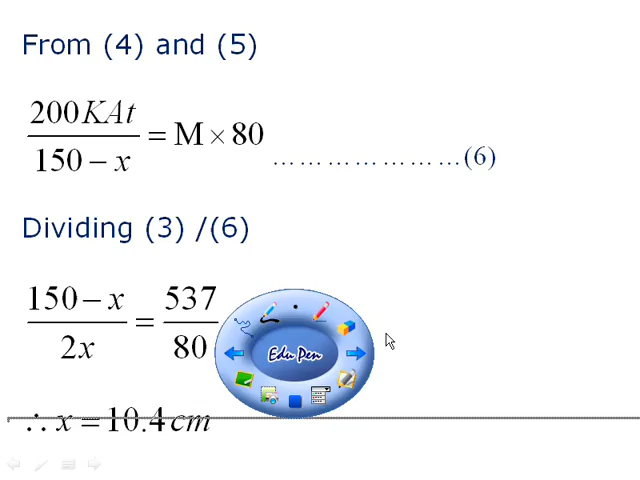 From (4) and (5)
200KAt / 150 − x = M × 80 .....................(6)
Dividing (3) /(6)
150 − x / 2x = 537 / 80
Edu Pen
∴ x = 10.4 cm